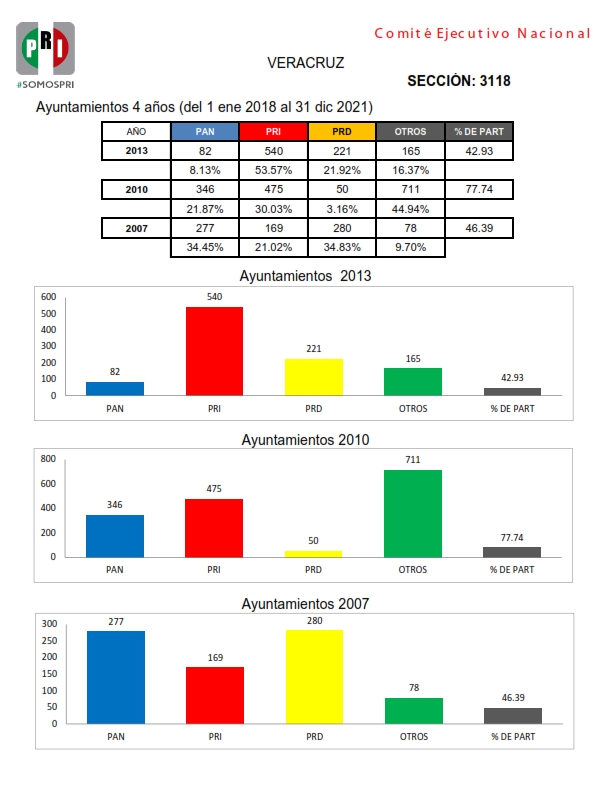 PRI
#SOMOSPRI
Comité Ejecutivo Nacional
VERACRUZ
SECCIÓN: 3118
Ayuntamientos 4 años (del 1 ene 2018 al 31 dic 2021)
AÑO PAN PRI PRD OTROS % DE PART
2013 82 540 221 165 42.93
8.13% 53.57% 21.92% 16.37%
2010 346 475 50 711 77.74
21.87% 30.03% 3.16% 44.94%
2007 277 169 280 78 46.39
34.45% 21.02% 34.83% 9.70%
Ayuntamientos 2013
600
500
400
300
200
100
0
82 540 221 165 42.93
PAN PRI PRD OTROS % DE PART
Ayuntamientos 2010
800
600
400
200
0
346 475 50 711 77.74
PAN PRI PRD OTROS % DE PART
Ayuntamientos 2007
300
250
200
150
100
50
0
277 169 280 78 46.39
PAN PRI PRD OTROS % DE PART